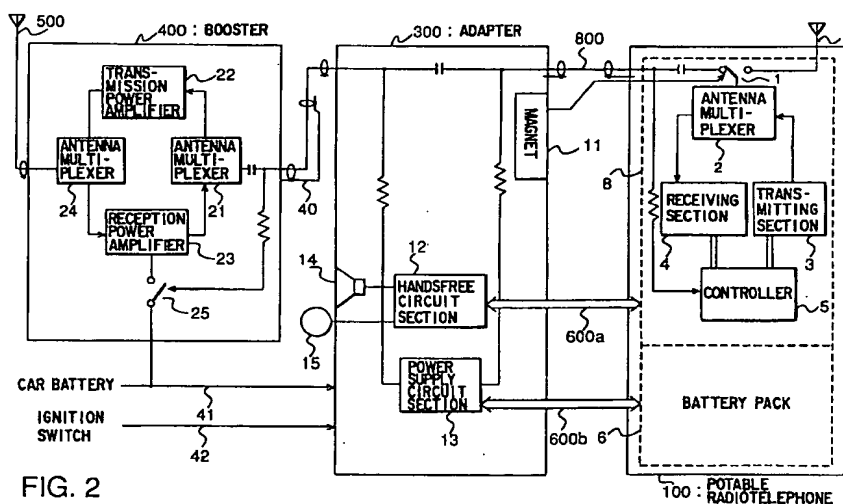 500
400 : BOOSTER
TRANS-
MISSION
POWER
AMPLIFIER
22
ANTENNA
MULTI-
PLEXER
24
ANTENNA
MULTI-
PLEXER
21
RECEPTION
POWER
AMPLIFIER
23
25
40
CAR BATTERY
41
IGNITION
SWITCH
42
300 : ADAPTER
MAGNET
11
12
HANDSFREE
CIRCUIT
SECTION
14
15
POWER
SUPPLY
CIRCUIT
SECTION
13
800
600a
600b
1
ANTENNA
MULTI-
PLEXER
2
8
RECEIVING
SECTION
4
TRANS-
MITTING
SECTION
3
CONTROLLER
5
BATTERY PACK
6
100 : POTABLE
RADIOTELEPHONE
FIG. 2